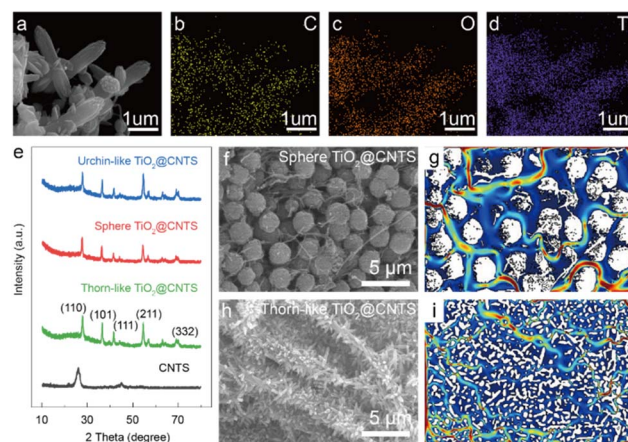 a
1um
b
C
1um
c
O
1um
d
T
1um
e
Urchin-like TiO₂@CNTS
Sphere TiO₂@CNTS
Thorn-like TiO₂@CNTS
(110)
(101)
(111)
(211)
(332)
CNTS
Intensity (a.u.)
10
30
50
70
2 Theta (degree)
f
Sphere TiO₂@CNTS
5 µm
g
h
Thorn-like TiO₂@CNTS
5 µm
i